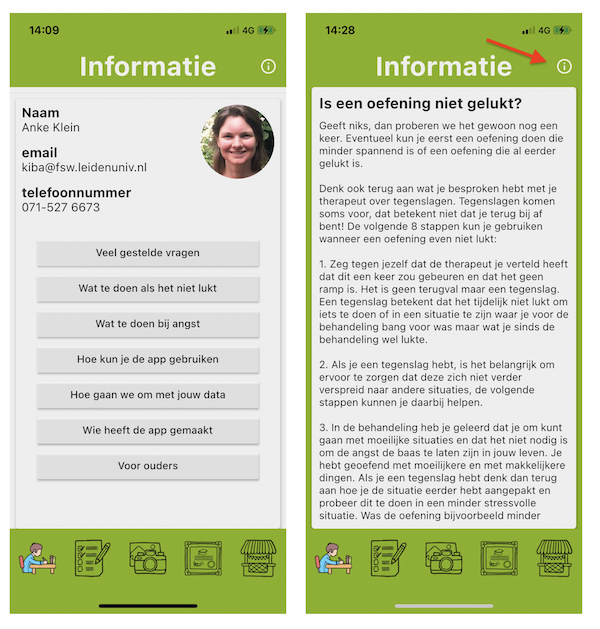 14:09
4G
Informatie
Naam
Anke Klein
email
kiba@fsw.leidenuniv.nl
telefoonnummer
071-527 6673
Veel gestelde vragen
Wat te doen als het niet lukt
Wat te doen bij angst
Hoe kun je de app gebruiken
Hoe gaan we om met jouw data
Wie heeft de app gemaakt
Voor ouders
14:28
4G
Informatie
Is een oefening niet gelukt?
Geeft niks, dan proberen we het gewoon nog een
keer. Eventueel kun je eerst een oefening doen die
minder spannend is of een oefening die al eerder
gelukt is.
Denk ook terug aan wat je besproken hebt met je
therapeut over tegenslagen. Tegenslagen komen
soms voor, dat betekent niet dat je terug bij af
bent! De volgende 8 stappen kun je gebruiken
wanneer een oefening even niet lukt:
1. Zeg tegen jezelf dat de therapeut je verteld heeft
dat dit een keer zou gebeuren en dat het geen
ramp is. Het is geen terugval maar een tegenslag.
Een tegenslag betekent dat het tijdelijk niet lukt om
iets te doen of in een situatie te zijn waar je voor de
behandeling bang voor was maar wat je sinds de
behandeling wel lukte.
2. Als je een tegenslag hebt, is het belangrijk om
ervoor te zorgen dat deze zich niet verder
verspreid naar andere situaties, de volgende
stappen kunnen je daarbij helpen.
3. In de behandeling heb je geleerd dat je om kunt
gaan met moeilijke situaties en dat het niet nodig is
om de angst de baas te laten zijn in jouw leven. Je
hebt geoefend met moeilijkere en met makkelijkere
dingen. Als je een tegenslag hebt denk dan terug
aan hoe je de situatie eerder hebt aangepakt en
probeer dit te doen in een minder stressvolle
situatie. Was de oefening bijvoorbeeld minder